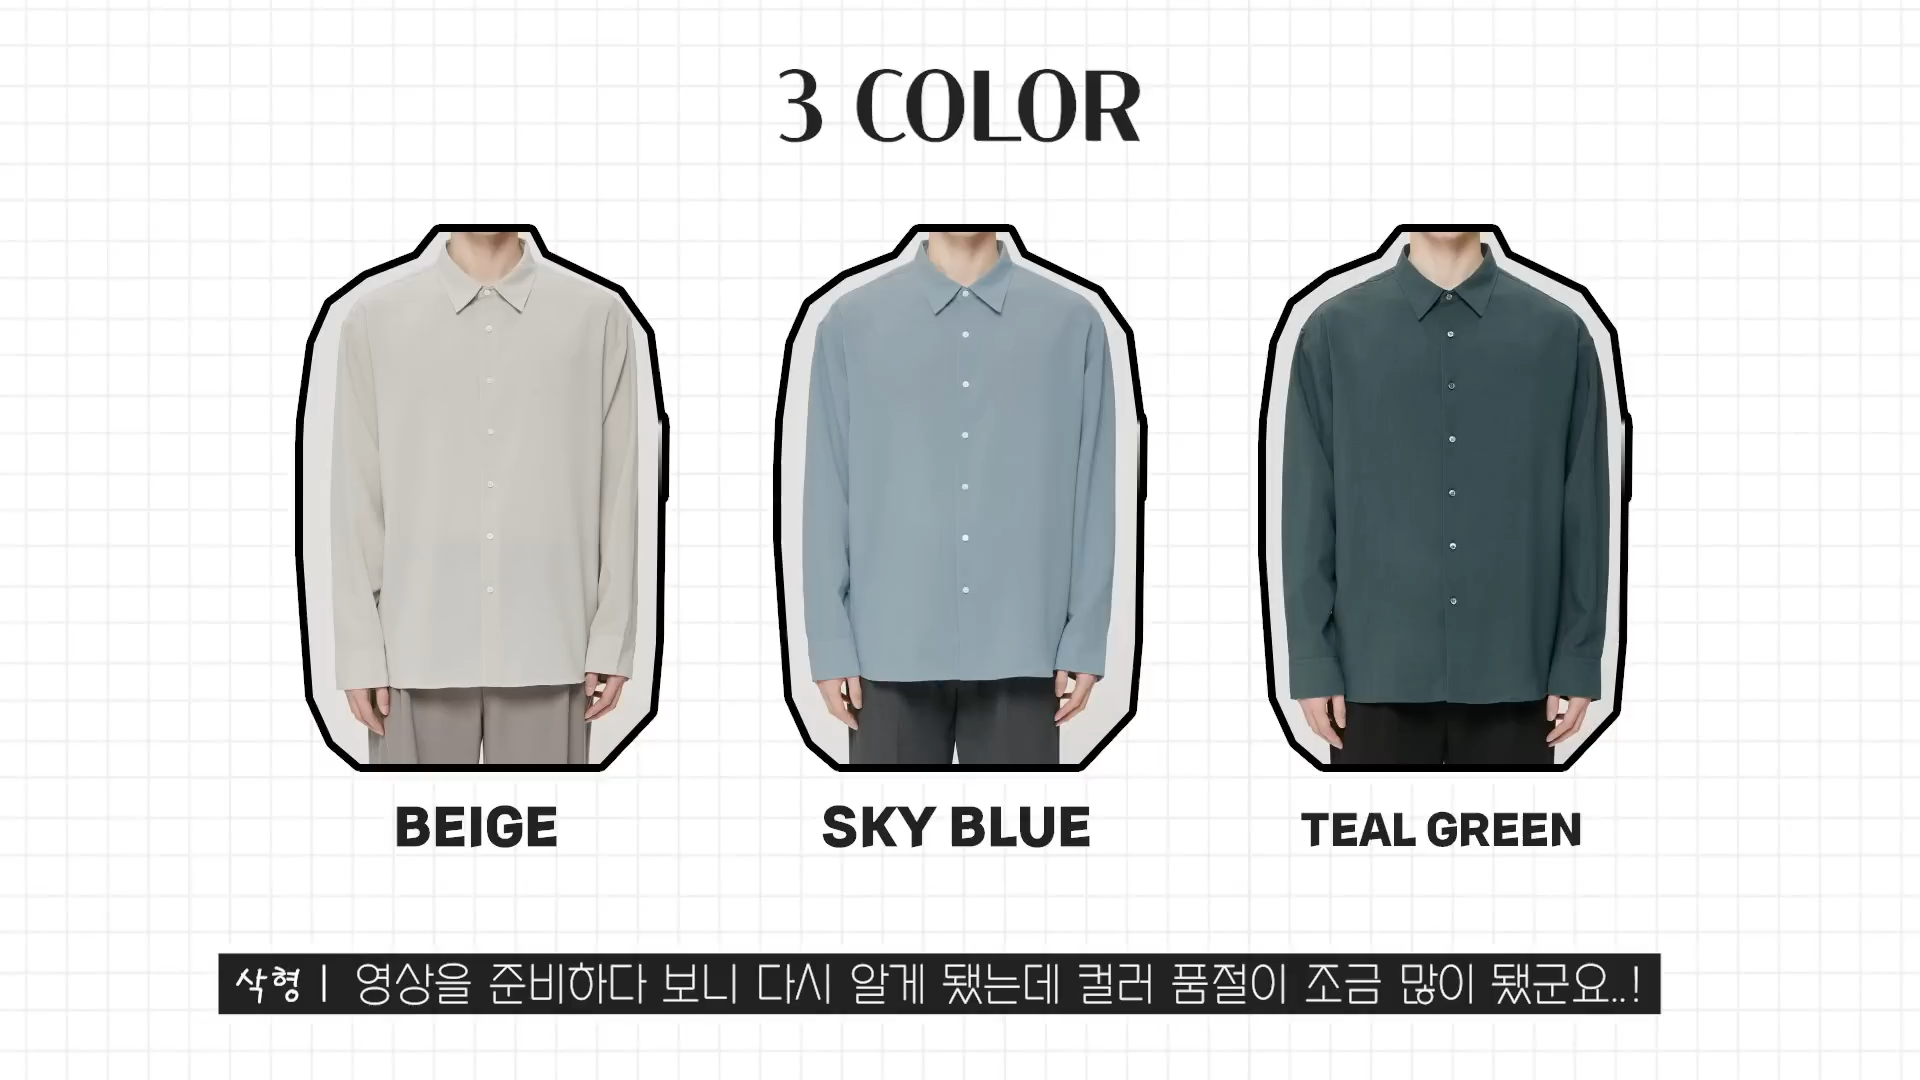 3 COLOR
BEIGE
SKY BLUE
TEAL GREEN
삭형 | 영상을 준비하다 보니 다시 알게 됐는데 컬러 품절이 조금 많이 됐군요..!